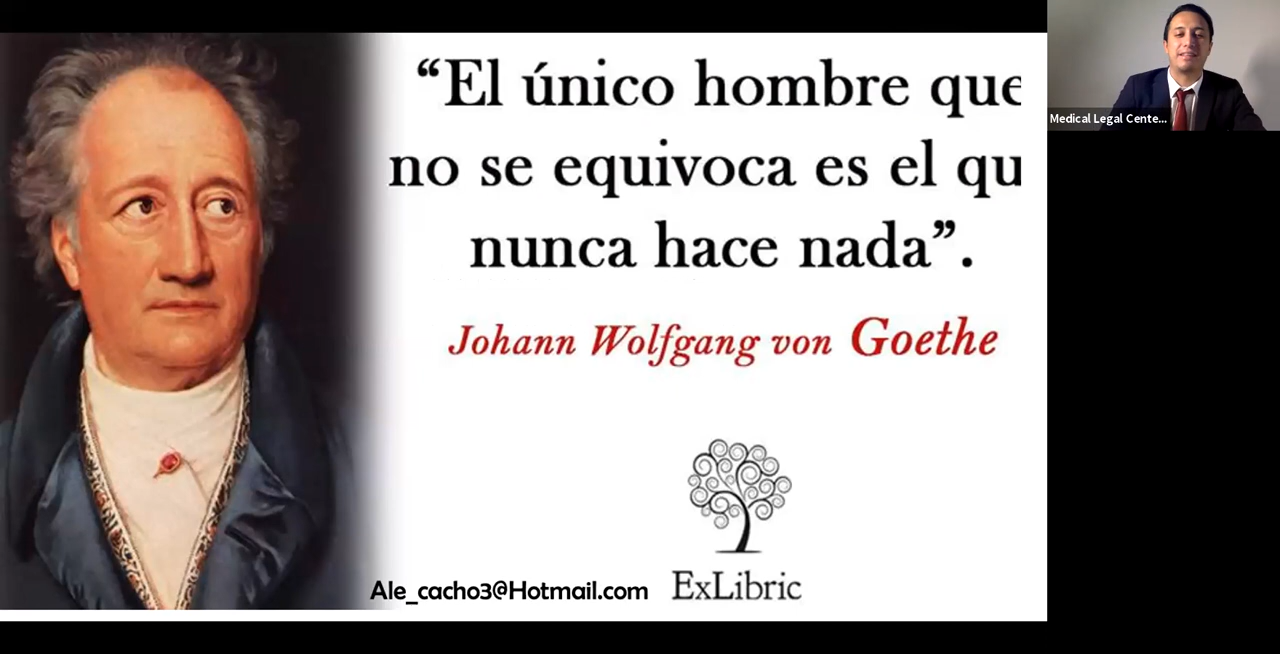 “El único hombre que
no se equivoca es el qu
nunca hace nada”.
Johann Wolfgang von Goethe
ExLibric
Ale_cacho3@Hotmail.com
Medical Legal Cente...